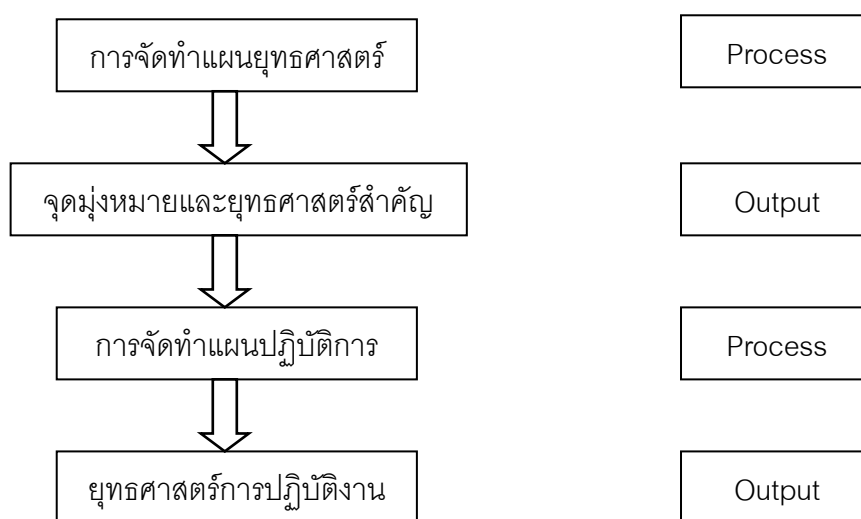 การจัดทำแผนยุทธศาสตร์
Process
จุดมุ่งหมายและยุทธศาสตร์สำคัญ
Output
การจัดทำแผนปฏิบัติการ
Process
ยุทธศาสตร์การปฏิบัติงาน
Output